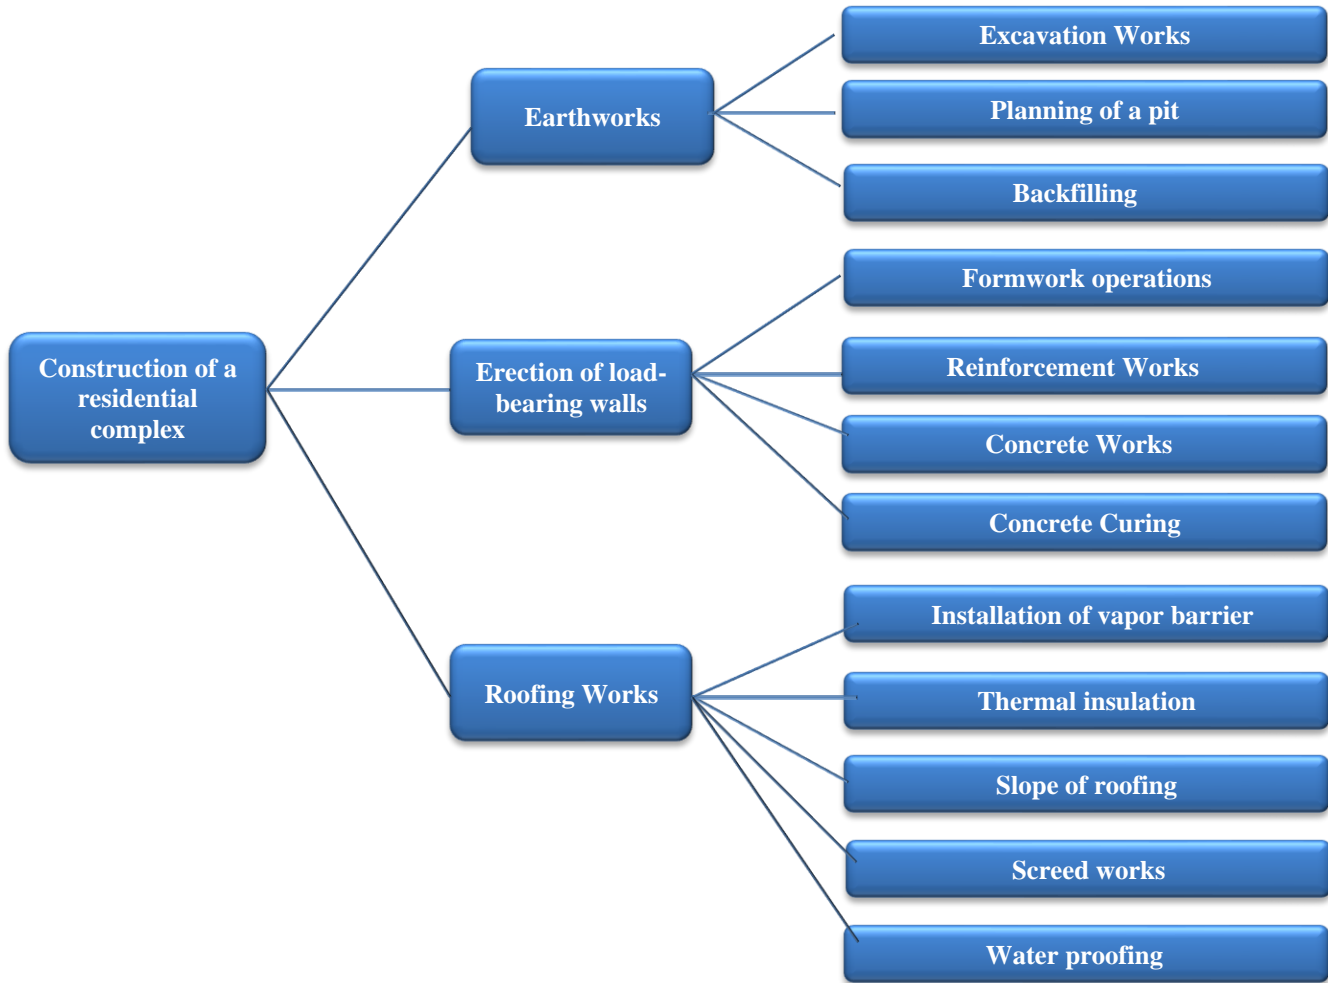 Construction of a
residential
complex
Earthworks
Excavation Works
Planning of a pit
Backfilling
Erection of load-
bearing walls
Formwork operations
Reinforcement Works
Concrete Works
Concrete Curing
Roofing Works
Installation of vapor barrier
Thermal insulation
Slope of roofing
Screed works
Water proofing